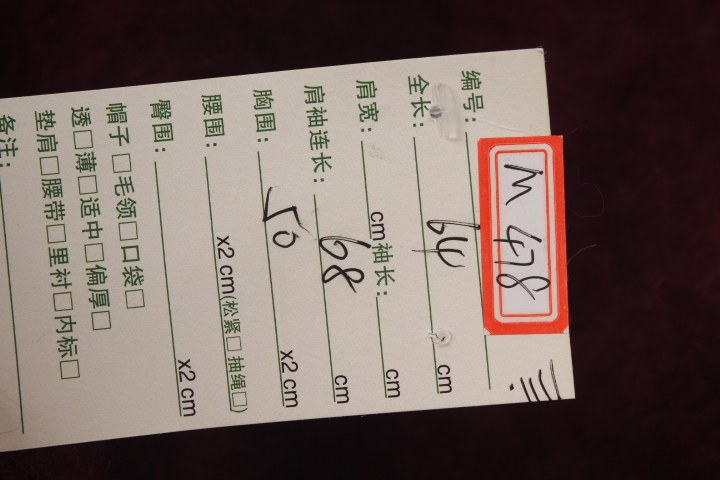 编号: M 478
全长: 64 cm
肩宽: cm 袖长: cm
肩袖连长: 68 cm
胸围: 50 x2 cm
腰围: x2 cm(松紧□ 抽绳□)
臀围: x2 cm
帽子□毛领□口袋□
透□薄□适中□偏厚□
垫肩□腰带□里衬□内标□
备注: